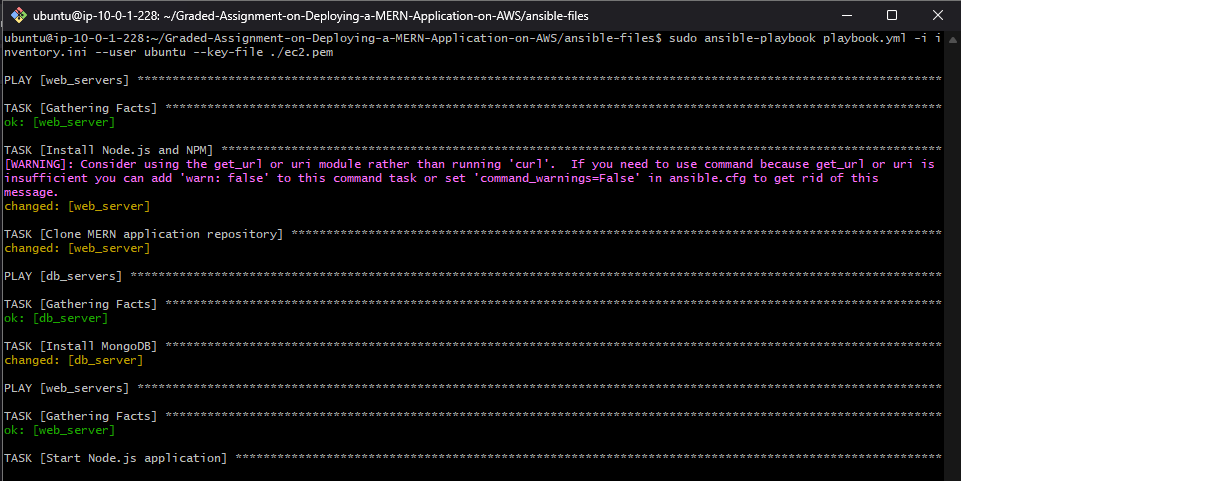 ubuntu@ip-10-0-1-228: ~/Graded-Assignment-on-Deploying-a-MERN-Application-on-AWS/ansible-files
ubuntu@ip-10-0-1-228:~/Graded-Assignment-on-Deploying-a-MERN-Application-on-AWS/ansible-files$ sudo ansible-playbook playbook.yml -i i
nventory.ini --user ubuntu --key-file ./ec2.pem
PLAY [web_servers] *******************************************************************************************************************
TASK [Gathering Facts] ***************************************************************************************************************
ok: [web_server]
TASK [Install Node.js and NPM] *******************************************************************************************************
[WARNING]: Consider using the get_url or uri module rather than running 'curl'.  If you need to use command because get_url or uri is
insufficient you can add 'warn: false' to this command task or set 'command_warnings=False' in ansible.cfg to get rid of this
message.
changed: [web_server]
TASK [Clone MERN application repository] *********************************************************************************************
changed: [web_server]
PLAY [db_servers] ********************************************************************************************************************
TASK [Gathering Facts] ***************************************************************************************************************
ok: [db_server]
TASK [Install MongoDB] ***************************************************************************************************************
changed: [db_server]
PLAY [web_servers] *******************************************************************************************************************
TASK [Gathering Facts] ***************************************************************************************************************
ok: [web_server]
TASK [Start Node.js application] *****************************************************************************************************